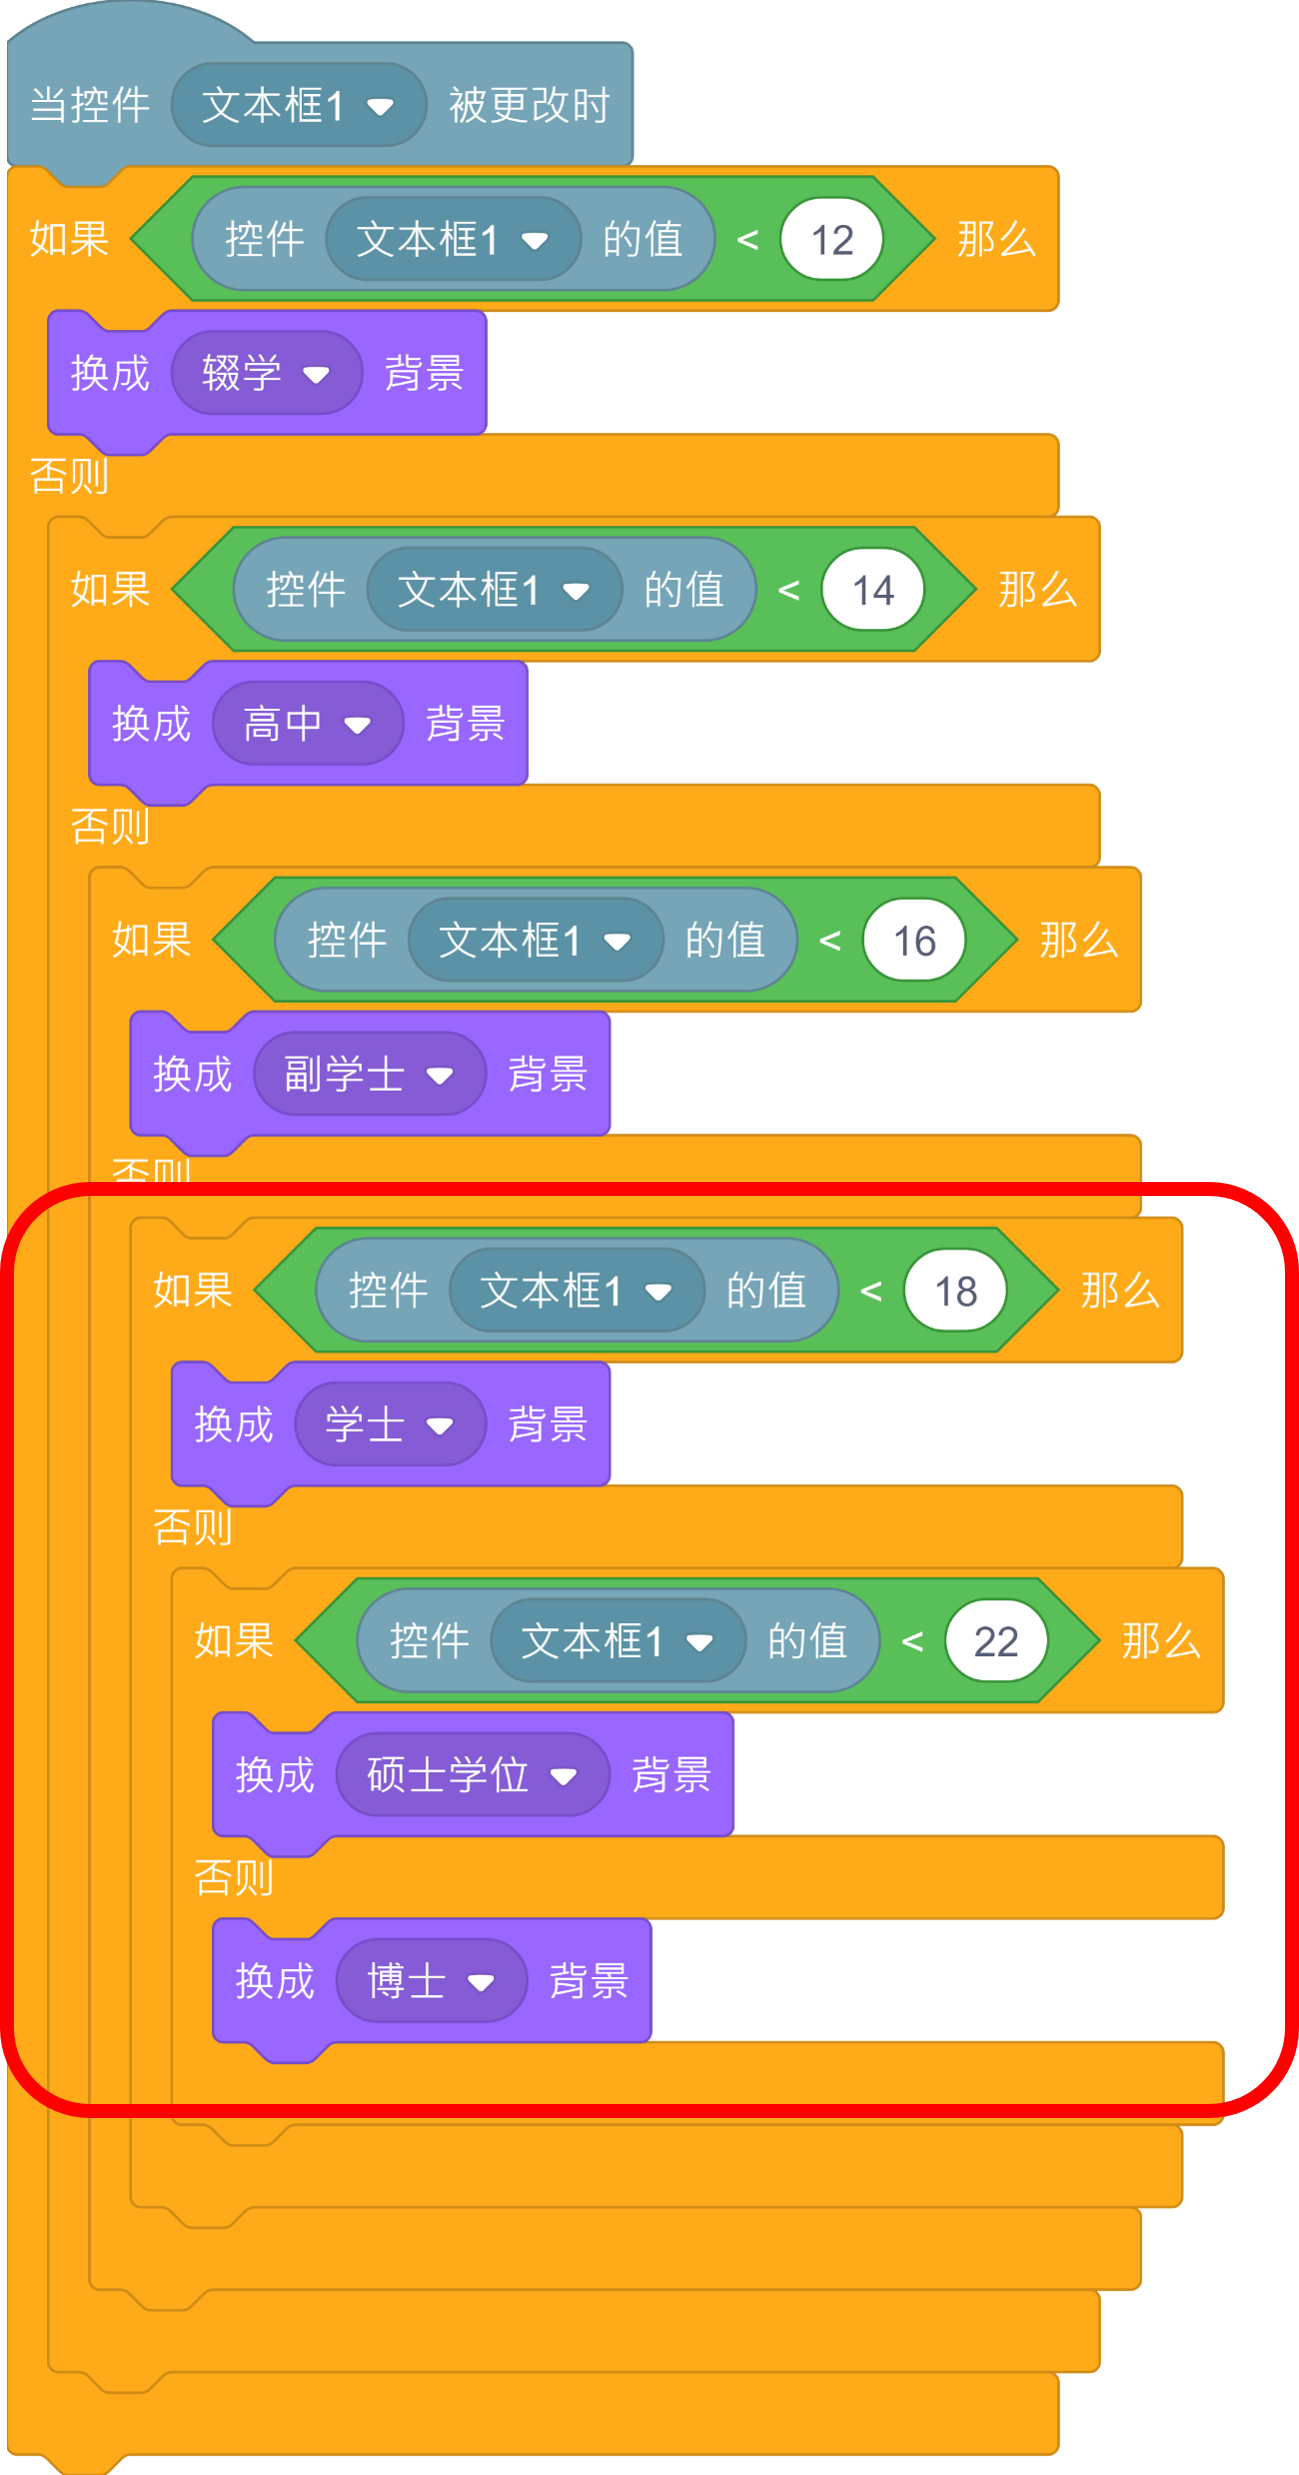 当控件 文本框1 被更改时
如果 控件 文本框1 的值 < 12 那么
换成 辍学 背景
否则
如果 控件 文本框1 的值 < 14 那么
换成 高中 背景
否则
如果 控件 文本框1 的值 < 16 那么
换成 副学士 背景
否则
如果 控件 文本框1 的值 < 18 那么
换成 学士 背景
否则
如果 控件 文本框1 的值 < 22 那么
换成 硕士学位 背景
否则
换成 博士 背景